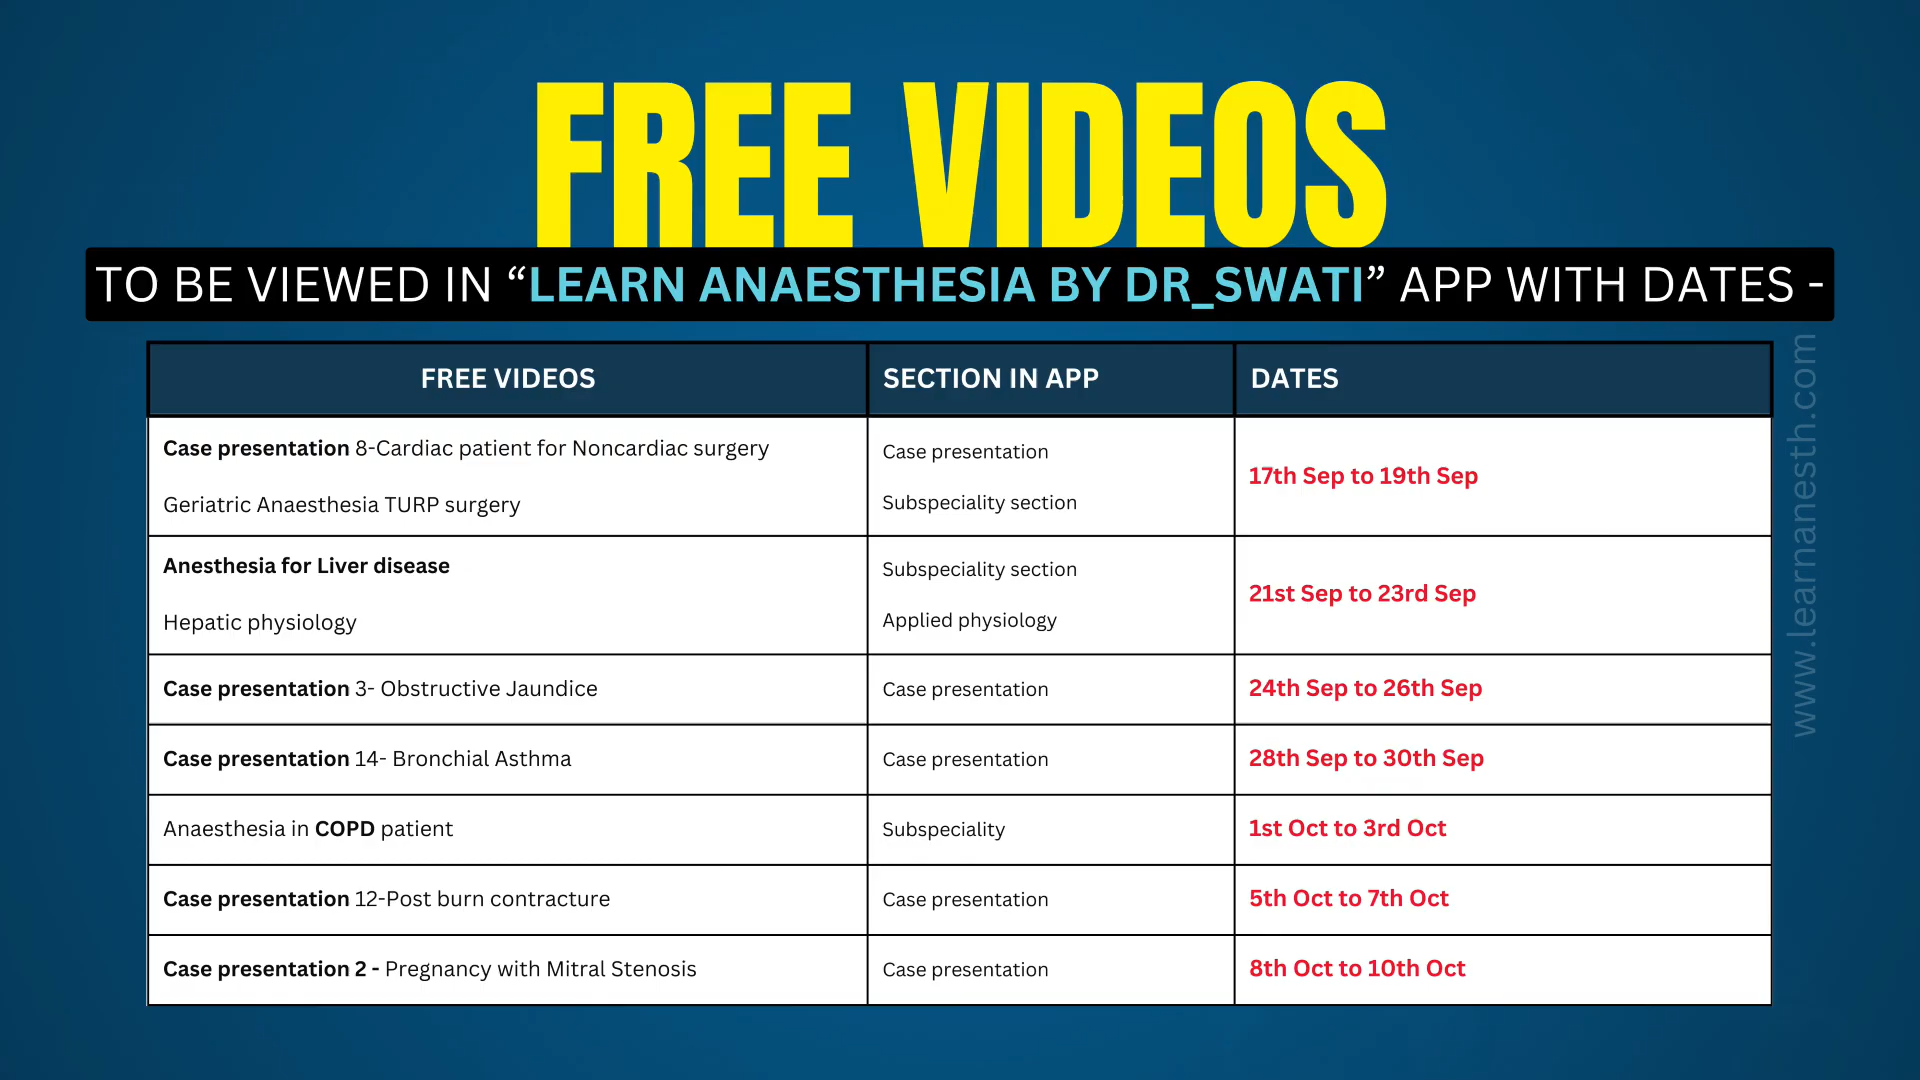 FREE VIDEOS
TO BE VIEWED IN “LEARN ANAESTHESIA BY DR_SWATI” APP WITH DATES -
FREE VIDEOS
SECTION IN APP
DATES
Case presentation 8-Cardiac patient for Noncardiac surgery
Geriatric Anaesthesia TURP surgery
Case presentation
Subspeciality section
17th Sep to 19th Sep
Anesthesia for Liver disease
Hepatic physiology
Subspeciality section
Applied physiology
21st Sep to 23rd Sep
Case presentation 3- Obstructive Jaundice
Case presentation
24th Sep to 26th Sep
Case presentation 14- Bronchial Asthma
Case presentation
28th Sep to 30th Sep
Anaesthesia in COPD patient
Subspeciality
1st Oct to 3rd Oct
Case presentation 12-Post burn contracture
Case presentation
5th Oct to 7th Oct
Case presentation 2 - Pregnancy with Mitral Stenosis
Case presentation
8th Oct to 10th Oct
www.learnanesth.com